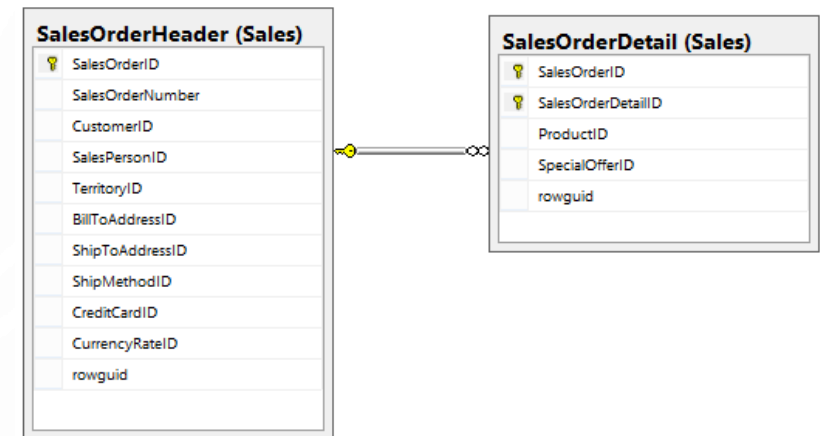 SalesOrderHeader (Sales)
SalesOrderID
SalesOrderNumber
CustomerID
SalesPersonID
TerritoryID
BillToAddressID
ShipToAddressID
ShipMethodID
CreditCardID
CurrencyRateID
rowguid
SalesOrderDetail (Sales)
SalesOrderID
SalesOrderDetailID
ProductID
SpecialOfferID
rowguid